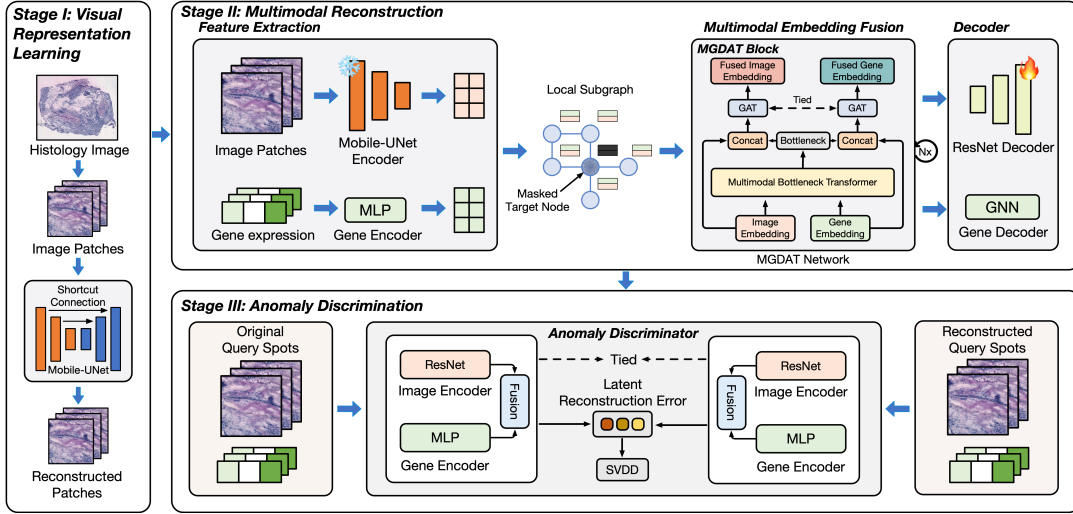 Stage I: Visual
Representation
Learning
Histology Image
Image Patches
Shortcut
Connection
Mobile-UNet
Reconstructed
Patches
Stage II: Multimodal Reconstruction
Feature Extraction
Image Patches
Mobile-UNet
Encoder
Gene expression
MLP
Gene Encoder
Local Subgraph
Masked
Target Node
Multimodal Embedding Fusion
MGDAT Block
Fused Image
Embedding
Fused Gene
Embedding
GAT
Tied
GAT
Concat
Bottleneck
Concat
Nx
Multimodal Bottleneck Transformer
Image
Embedding
Gene
Embedding
MGDAT Network
Decoder
ResNet Decoder
GNN
Gene Decoder
Stage III: Anomaly Discrimination
Original
Query Spots
Anomaly Discriminator
ResNet
Image Encoder
Fusion
MLP
Gene Encoder
Tied
Latent
Reconstruction Error
SVDD
ResNet
Image Encoder
Fusion
MLP
Gene Encoder
Reconstructed
Query Spots